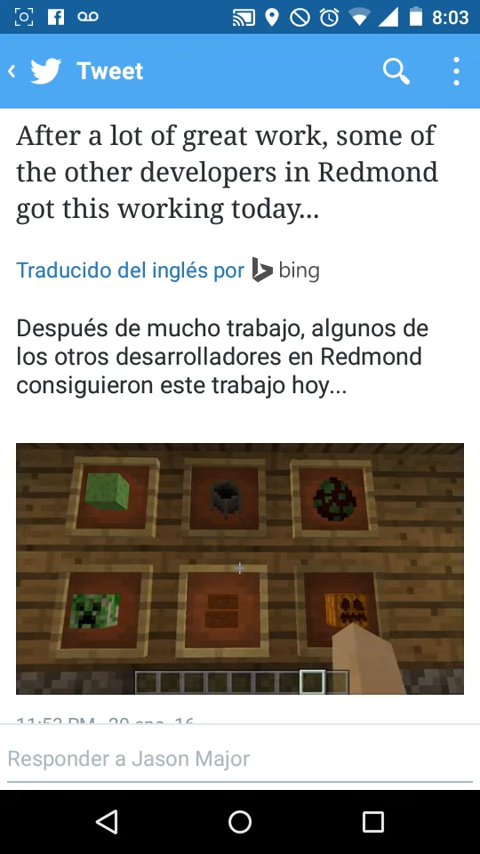 8:03
Tweet
After a lot of great work, some of
the other developers in Redmond
got this working today...
Traducido del inglés por bing
Después de mucho trabajo, algunos de
los otros desarrolladores en Redmond
consiguieron este trabajo hoy...
Responder a Jason Major